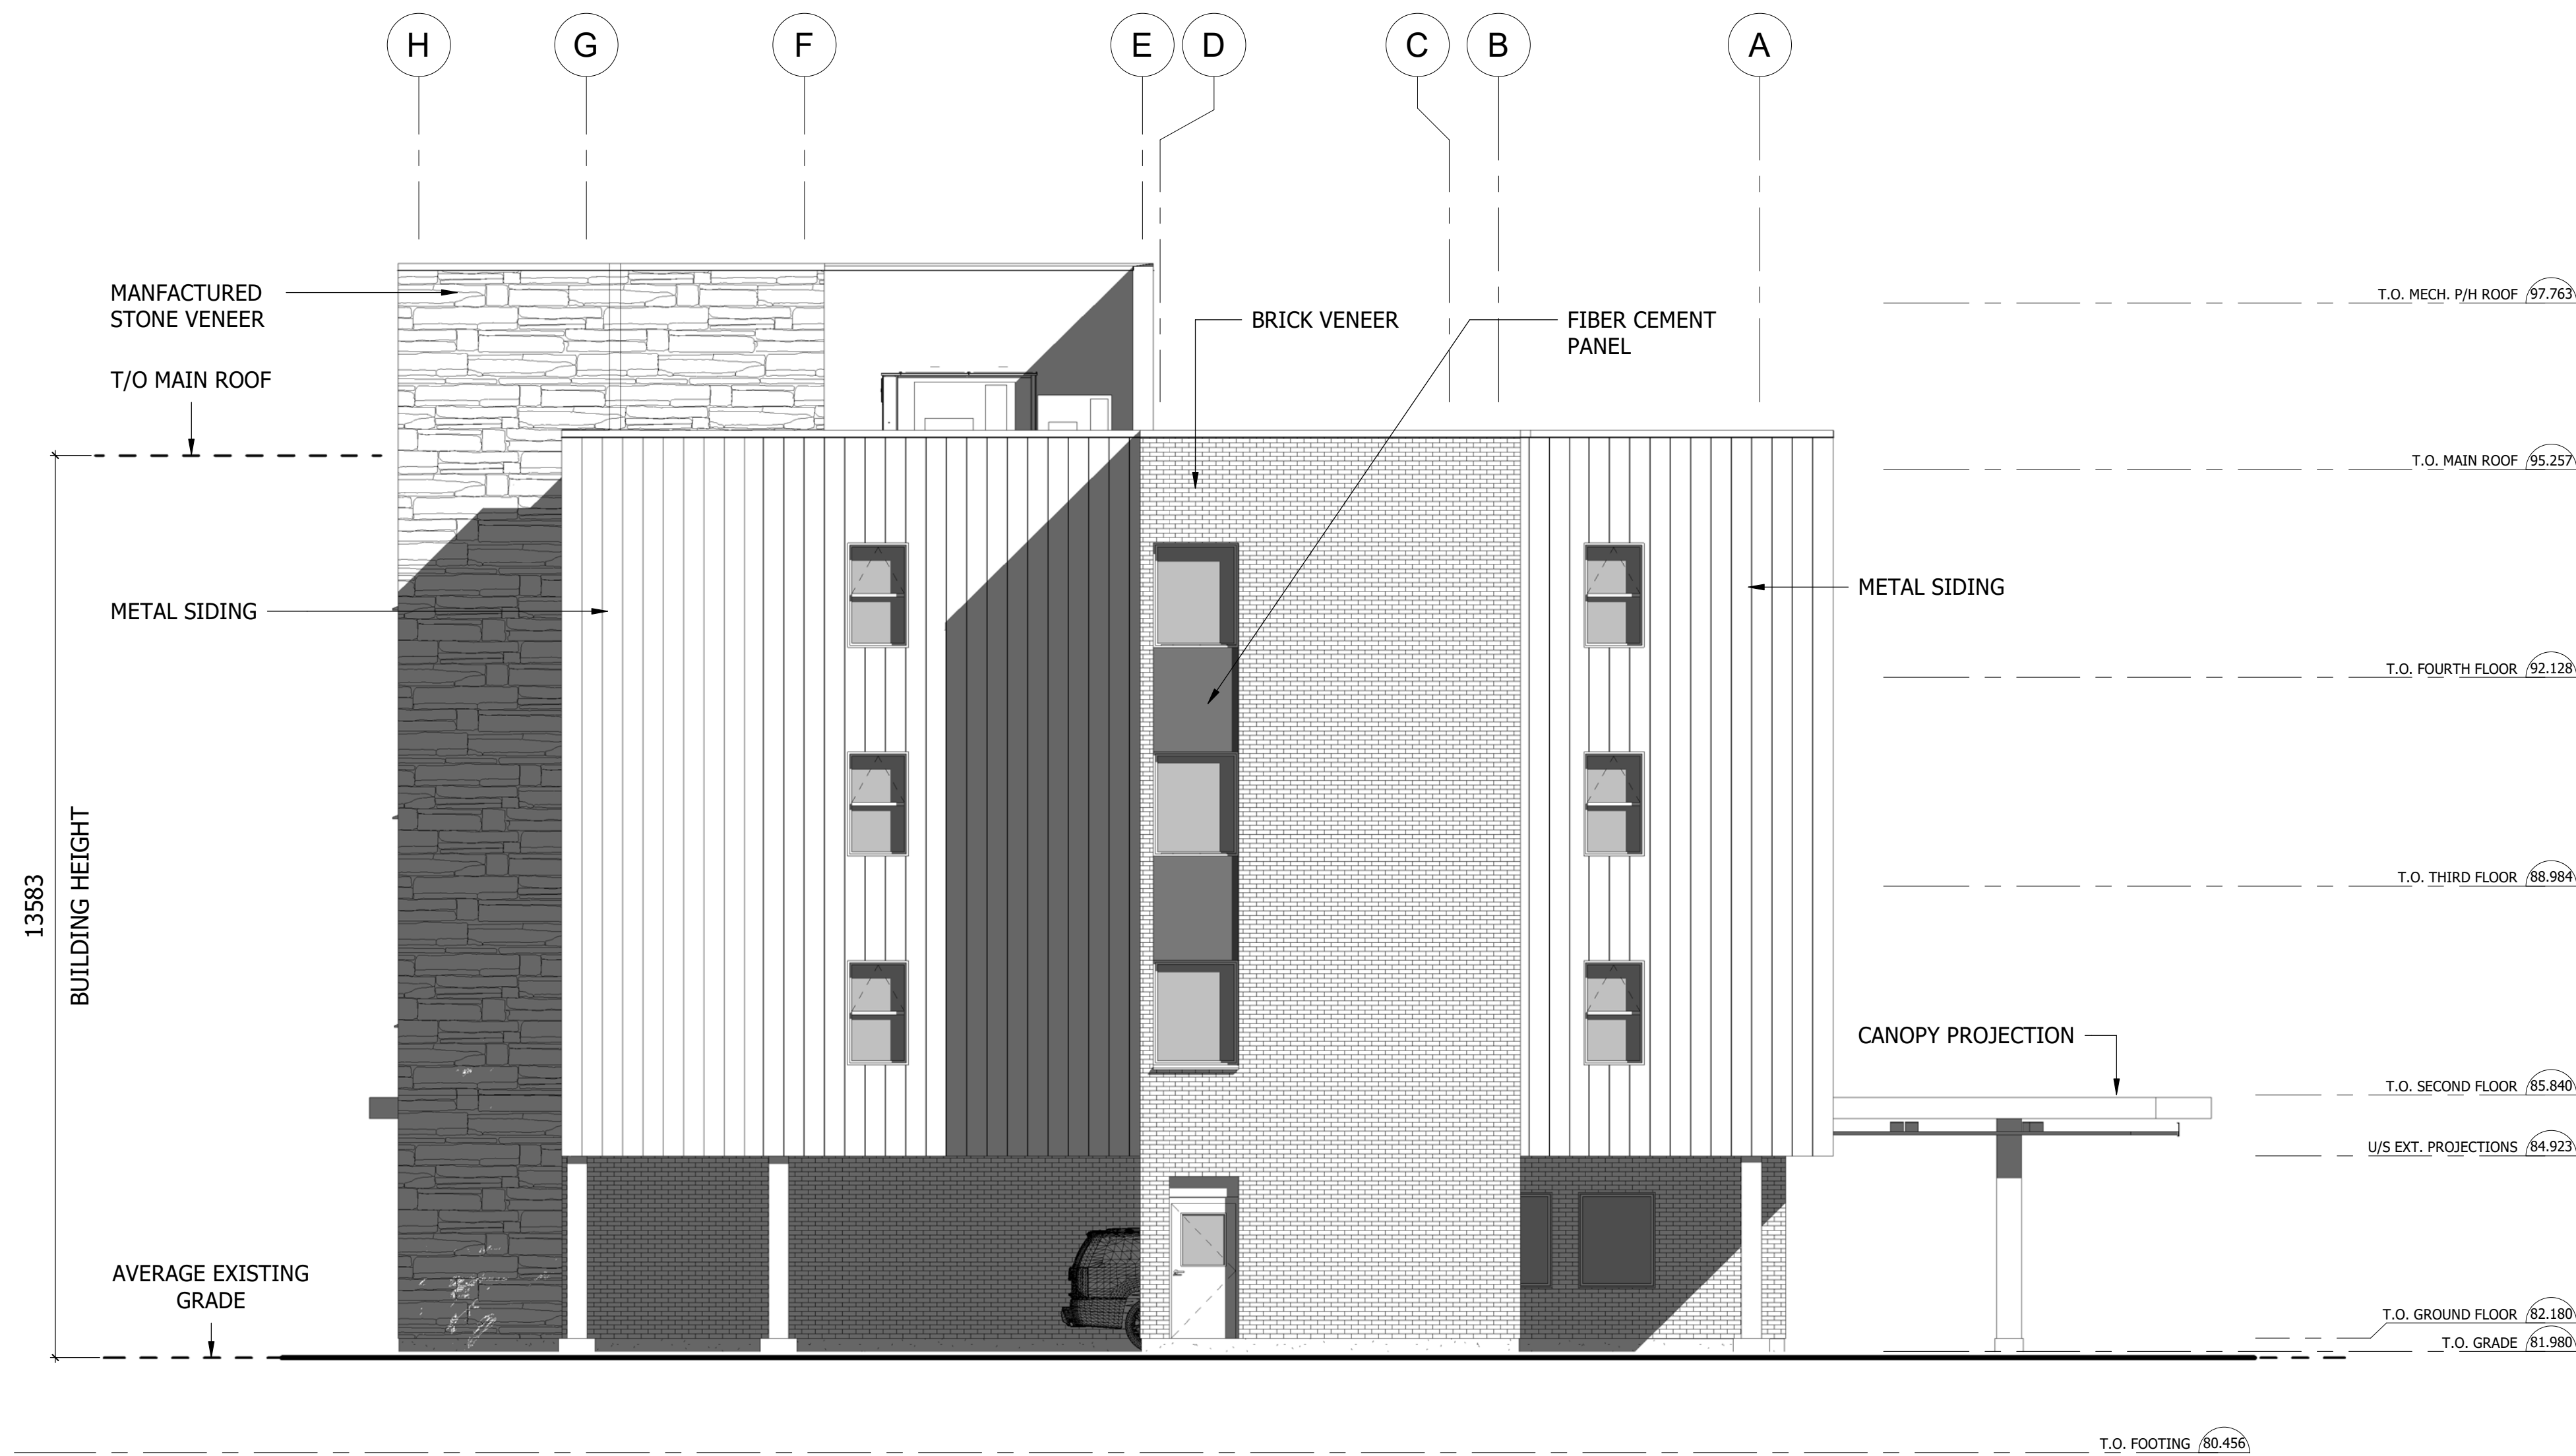 H
G
F
E
D
C
B
A
MANFACTURED
STONE VENEER
T/O MAIN ROOF
BRICK VENEER
FIBER CEMENT
PANEL
METAL SIDING
METAL SIDING
CANOPY PROJECTION
13583
BUILDING HEIGHT
AVERAGE EXISTING
GRADE
T.O. MECH. P/H ROOF 97.763
T.O. MAIN ROOF 95.257
T.O. FOURTH FLOOR 92.128
T.O. THIRD FLOOR 88.984
T.O. SECOND FLOOR 85.840
U/S EXT. PROJECTIONS 84.923
T.O. GROUND FLOOR 82.180
T.O. GRADE 81.980
T.O. FOOTING 80.456